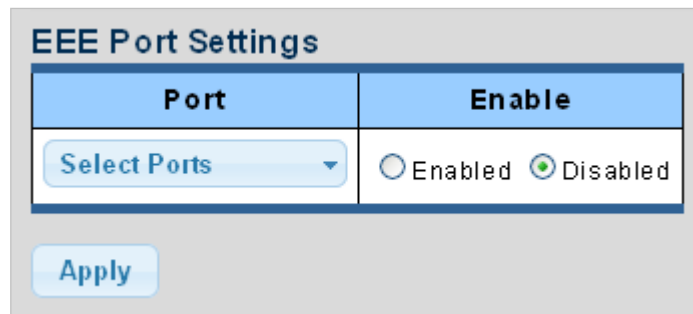 EEE Port Settings
Port Enable
Select Ports Enabled Disabled
Apply